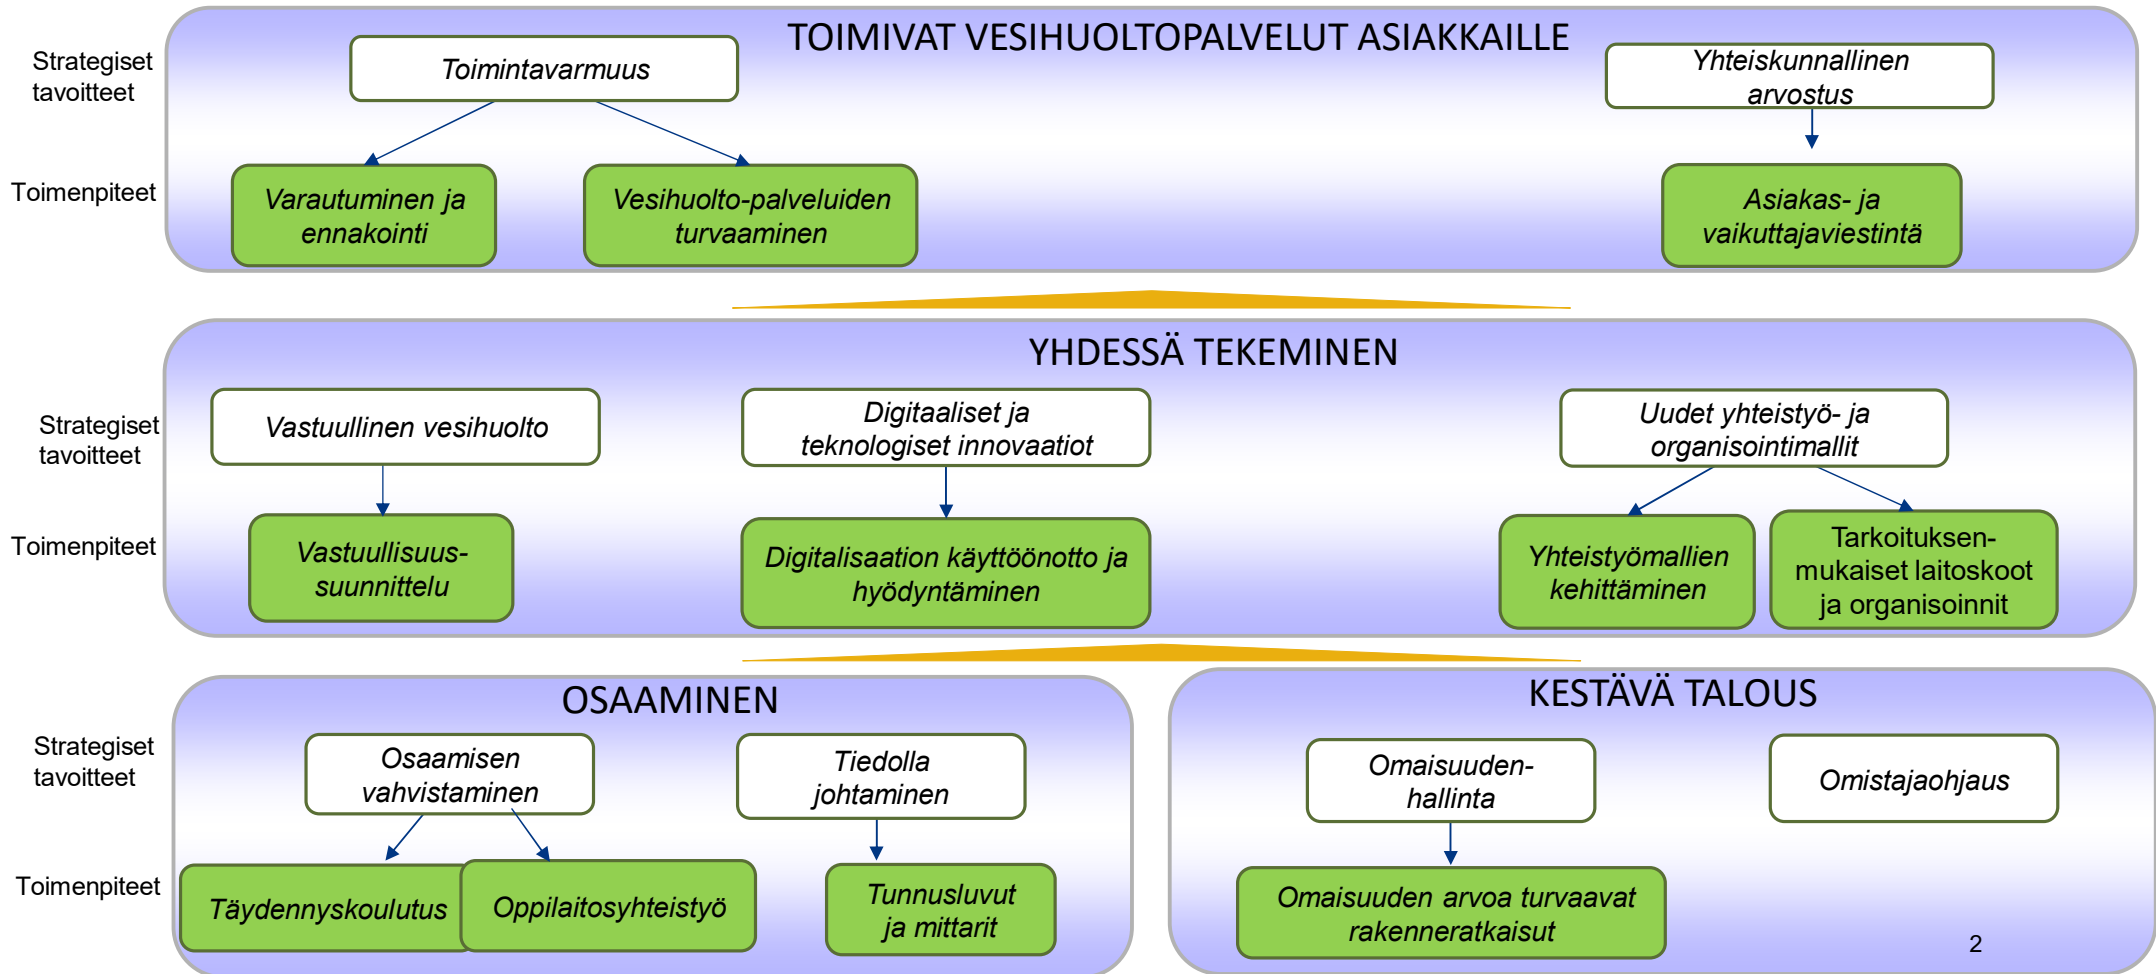 TOIMIVAT VESIHUOLTOPALVELUT ASIAKKAILLE
Strategiset
tavoitteet
Toimintavarmuus
Yhteiskunnallinen
arvostus
Toimenpiteet
Varautuminen ja
ennakointi
Vesihuolto-palveluiden
turvaaminen
Asiakas- ja
vaikuttajaviestintä
YHDESSÄ TEKEMINEN
Strategiset
tavoitteet
Vastuullinen vesihuolto
Digitaaliset ja
teknologiset innovaatiot
Uudet yhteistyö- ja
organisointimallit
Toimenpiteet
Vastuullisuus-
suunnittelu
Digitalisaation käyttöönotto ja
hyödyntäminen
Yhteistyömallien
kehittäminen
Tarkoituksen-
mukaiset laitoskoot
ja organisoinnit
OSAAMINEN
Strategiset
tavoitteet
Osaamisen
vahvistaminen
Tiedolla
johtaminen
Toimenpiteet
Täydennyskoulutus
Oppilaitosyhteistyö
Tunnusluvut
ja mittarit
KESTÄVÄ TALOUS
Omaisuuden-
hallinta
Omistajaohjaus
Omaisuuden arvoa turvaavat
rakenneratkaisut
2